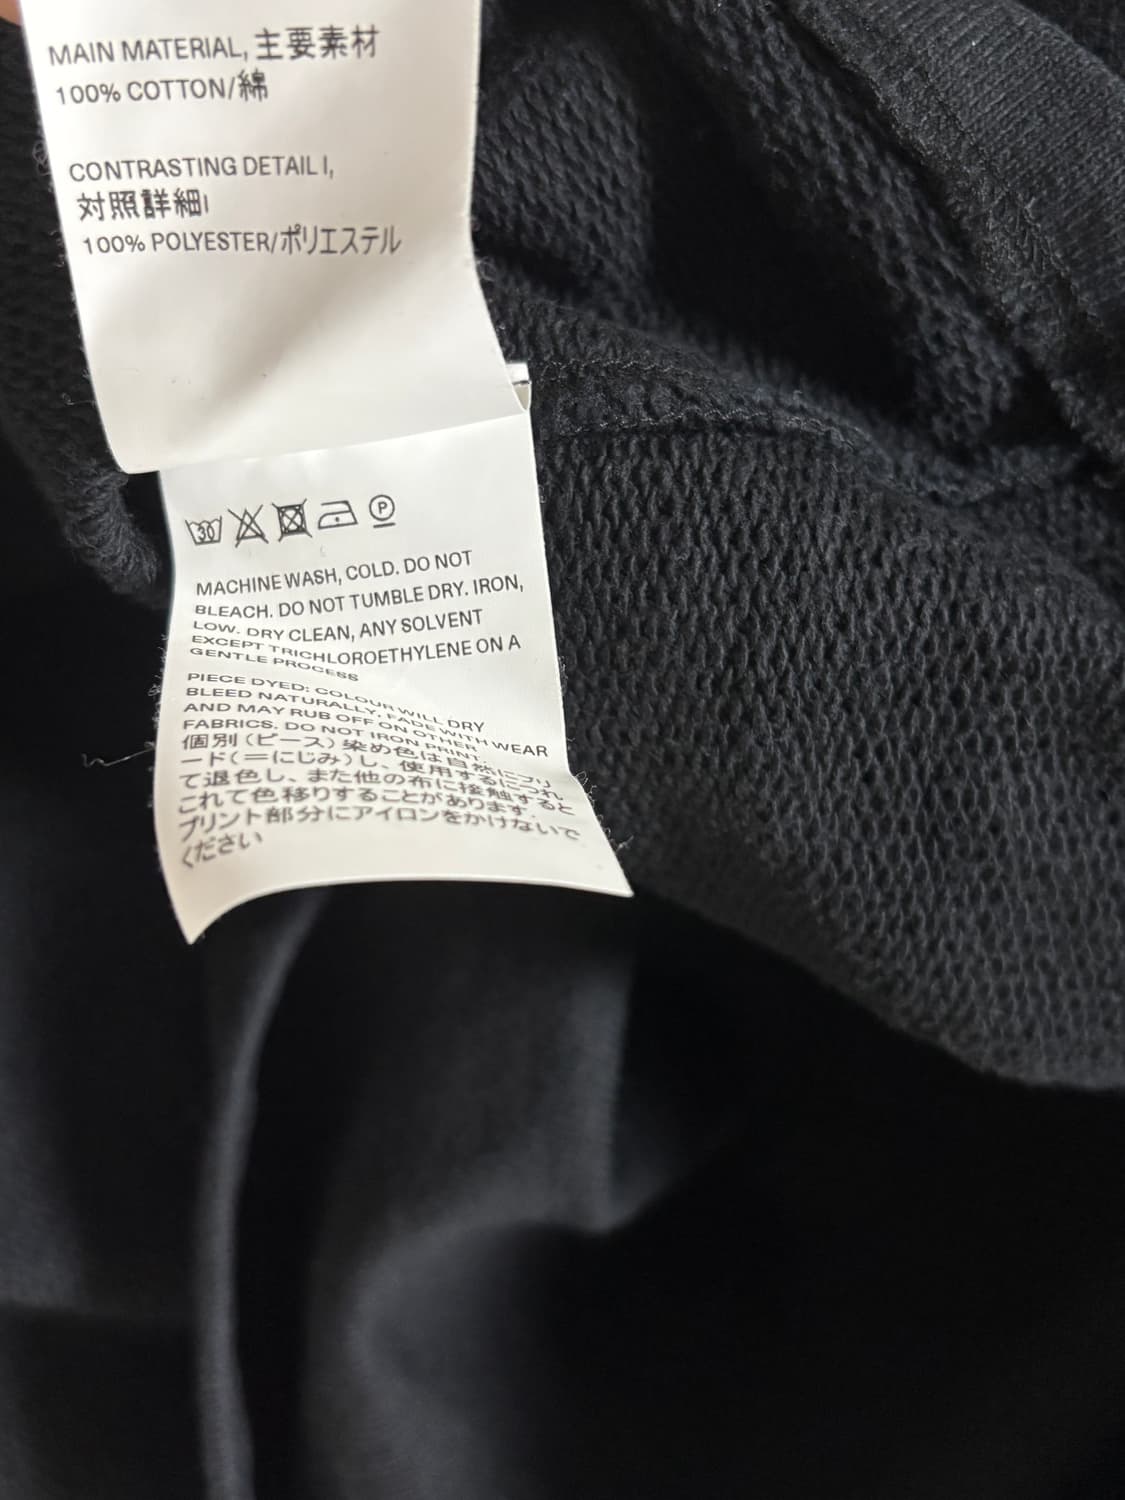 MAIN MATERIAL, 主要素材
100% COTTON/綿
CONTRASTING DETAIL I,
対照詳細I
100% POLYESTER/ポリエステル
30 P
MACHINE WASH, COLD. DO NOT
BLEACH. DO NOT TUMBLE DRY. IRON,
LOW. DRY CLEAN, ANY SOLVENT
EXCEPT TRICHLOROETHYLENE ON A
GENTLE PROCESS
PIECE DYED: COLOUR WILL DRY
BLEED NATURALLY, FADE WITH WEAR
AND MAY RUB OFF ON OTHER
FABRICS. DO NOT IRON PRINT.
個別(ピース)染め色は自然にブリ
ード(=にじみ)し、使用するにつれ
て退色し、また他の布に接触すると
これて色移りすることがあります.
プリント部分にアイロンをかけないで
ください